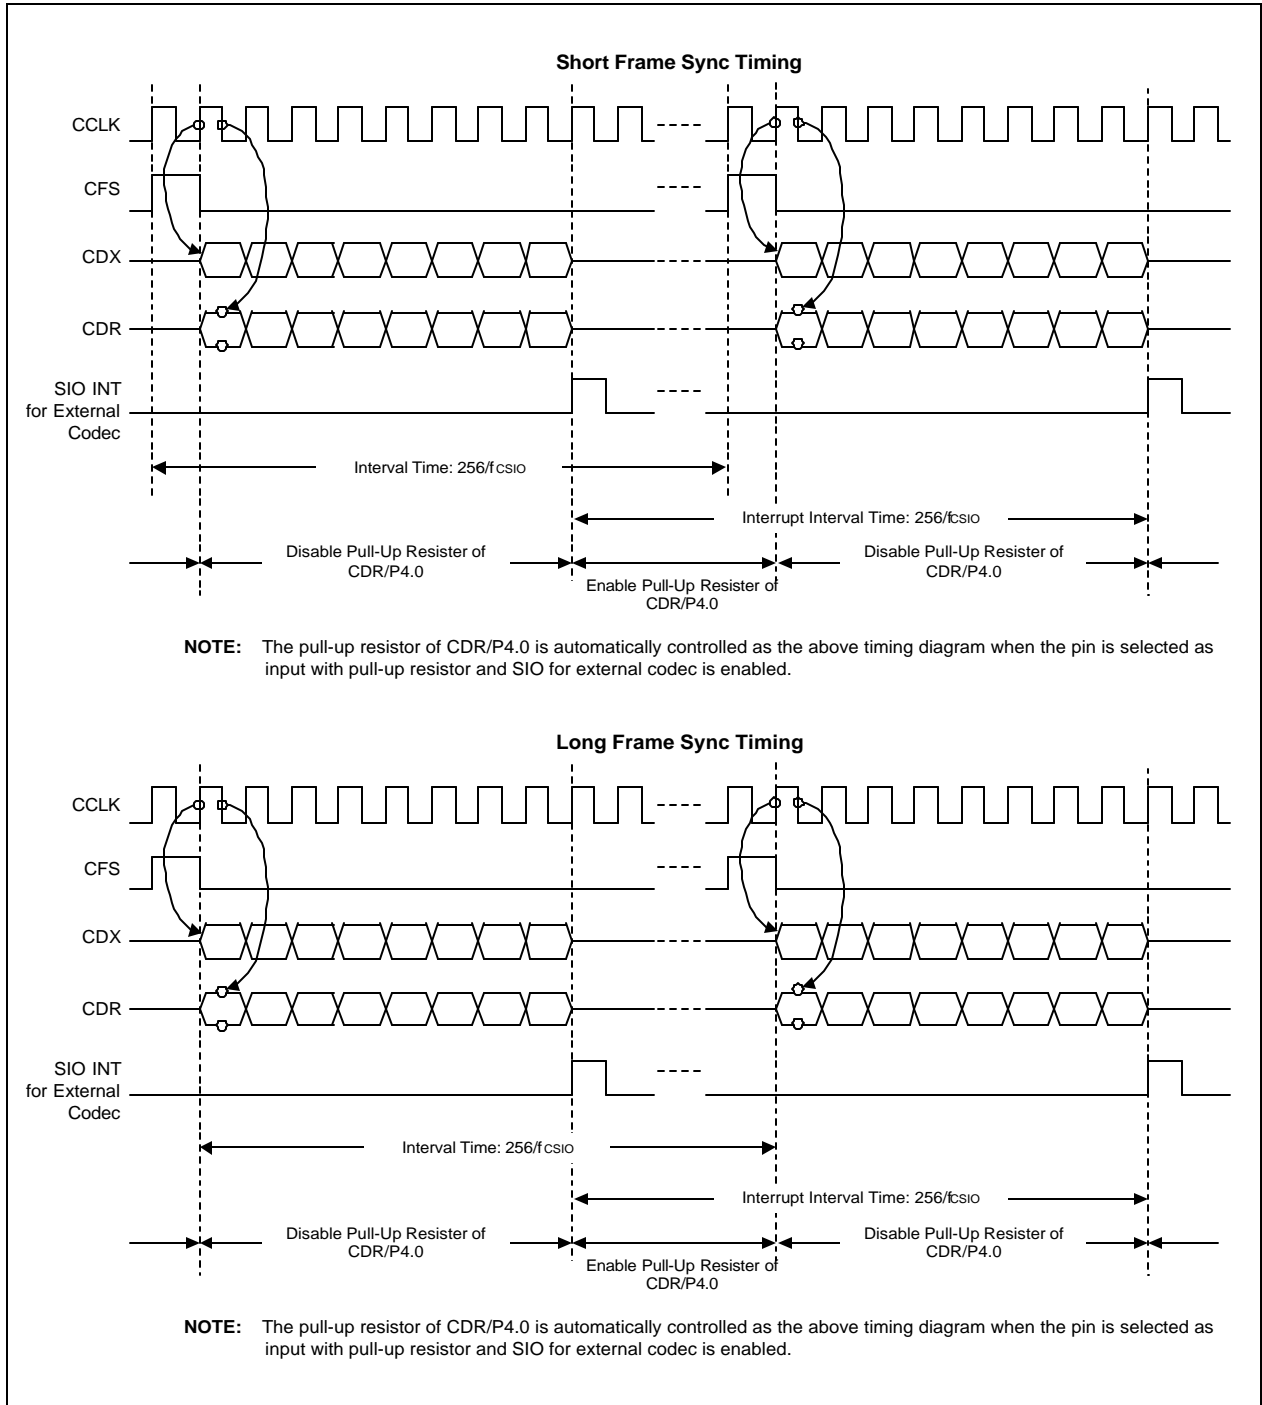 Short Frame Sync Timing
CCLK
CFS
CDX
CDR
SIO INT
for External
Codec
Interval Time: 256/fCSIO
Interrupt Interval Time: 256/fCSIO
Disable Pull-Up Resister of
CDR/P4.0
Enable Pull-Up Resister of
CDR/P4.0
Disable Pull-Up Resister of
CDR/P4.0
NOTE: The pull-up resistor of CDR/P4.0 is automatically controlled as the above timing diagram when the pin is selected as
input with pull-up resistor and SIO for external codec is enabled.
Long Frame Sync Timing
CCLK
CFS
CDX
CDR
SIO INT
for External
Codec
Interval Time: 256/fCSIO
Interrupt Interval Time: 256/fCSIO
Disable Pull-Up Resister of
CDR/P4.0
Enable Pull-Up Resister of
CDR/P4.0
Disable Pull-Up Resister of
CDR/P4.0
NOTE: The pull-up resistor of CDR/P4.0 is automatically controlled as the above timing diagram when the pin is selected as
input with pull-up resistor and SIO for external codec is enabled.